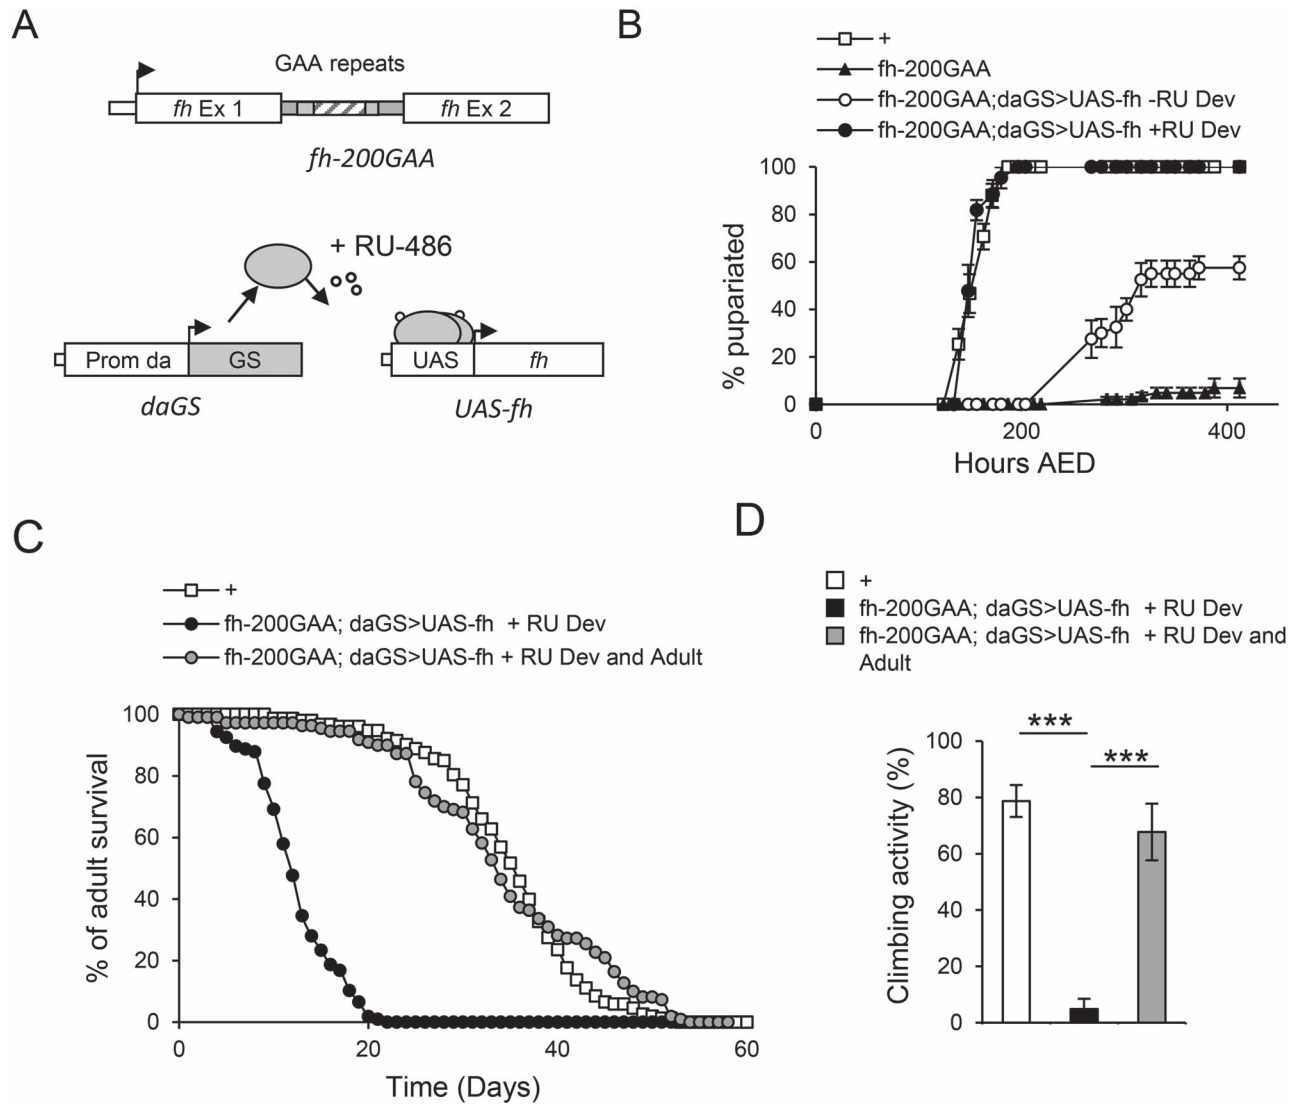 A
GAA repeats
fh Ex 1
fh Ex 2
fh-200GAA
+ RU-486
Prom da
GS
UAS
fh
daGS
UAS-fh
B
+
fh-200GAA
fh-200GAA;daGS>UAS-fh -RU Dev
fh-200GAA;daGS>UAS-fh +RU Dev
100
80
60
40
20
0
% pupariated
0
200
400
Hours AED
C
+
fh-200GAA; daGS>UAS-fh + RU Dev
fh-200GAA; daGS>UAS-fh + RU Dev and Adult
100
80
60
40
20
0
% of adult survival
0
20
40
60
Time (Days)
D
+
fh-200GAA; daGS>UAS-fh + RU Dev
fh-200GAA; daGS>UAS-fh + RU Dev and
Adult
***
***
100
80
60
40
20
0
Climbing activity (%)